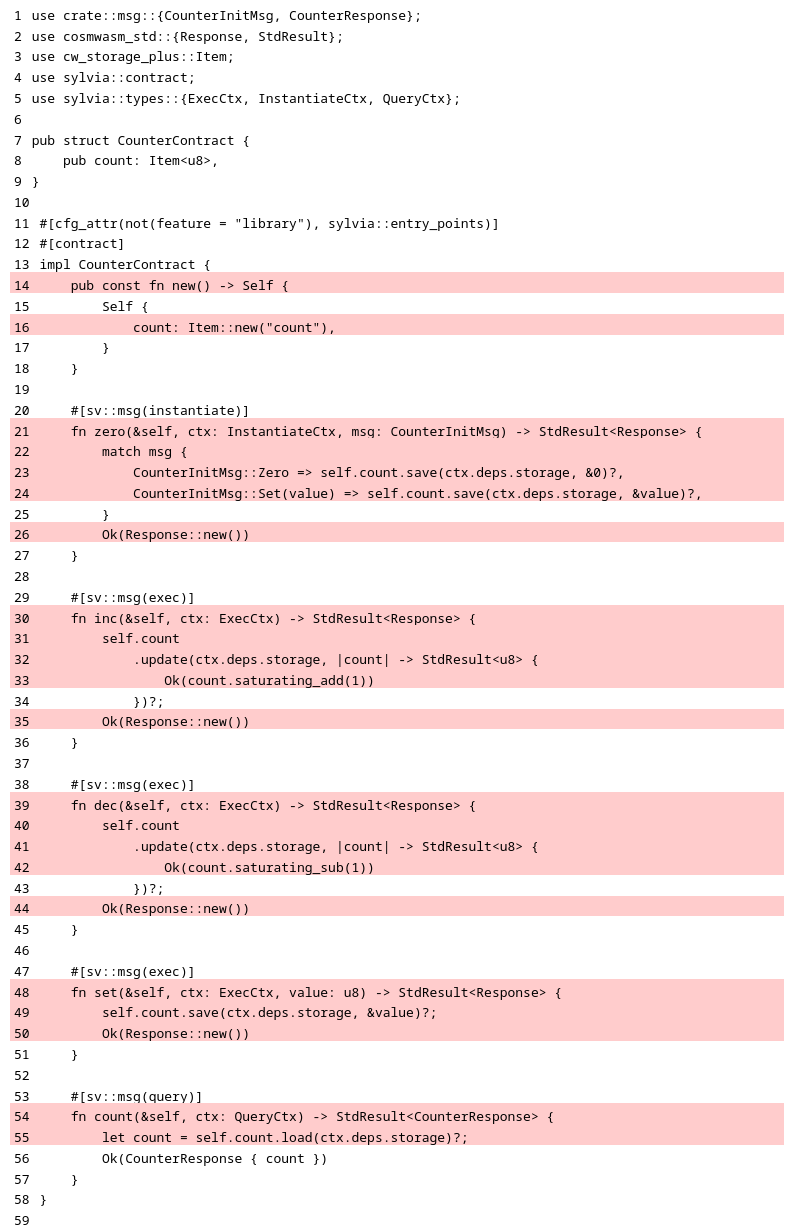 1 use crate::msg::{CounterInitMsg, CounterResponse};
2 use cosmwasm_std::{Response, StdResult};
3 use cw_storage_plus::Item;
4 use sylvia::contract;
5 use sylvia::types::{ExecCtx, InstantiateCtx, QueryCtx};
6
7 pub struct CounterContract {
8     pub count: Item<u8>,
9 }
10
11 #[cfg_attr(not(feature = "library"), sylvia::entry_points)]
12 #[contract]
13 impl CounterContract {
14     pub const fn new() -> Self {
15         Self {
16             count: Item::new("count"),
17         }
18     }
19
20     #[sv::msg(instantiate)]
21     fn zero(&self, ctx: InstantiateCtx, msg: CounterInitMsg) -> StdResult<Response> {
22         match msg {
23             CounterInitMsg::Zero => self.count.save(ctx.deps.storage, &0)?,
24             CounterInitMsg::Set(value) => self.count.save(ctx.deps.storage, &value)?,
25         }
26         Ok(Response::new())
27     }
28
29     #[sv::msg(exec)]
30     fn inc(&self, ctx: ExecCtx) -> StdResult<Response> {
31         self.count
32             .update(ctx.deps.storage, |count| -> StdResult<u8> {
33                 Ok(count.saturating_add(1))
34             })?;
35         Ok(Response::new())
36     }
37
38     #[sv::msg(exec)]
39     fn dec(&self, ctx: ExecCtx) -> StdResult<Response> {
40         self.count
41             .update(ctx.deps.storage, |count| -> StdResult<u8> {
42                 Ok(count.saturating_sub(1))
43             })?;
44         Ok(Response::new())
45     }
46
47     #[sv::msg(exec)]
48     fn set(&self, ctx: ExecCtx, value: u8) -> StdResult<Response> {
49         self.count.save(ctx.deps.storage, &value)?;
50         Ok(Response::new())
51     }
52
53     #[sv::msg(query)]
54     fn count(&self, ctx: QueryCtx) -> StdResult<CounterResponse> {
55         let count = self.count.load(ctx.deps.storage)?;
56         Ok(CounterResponse { count })
57     }
58 }
59